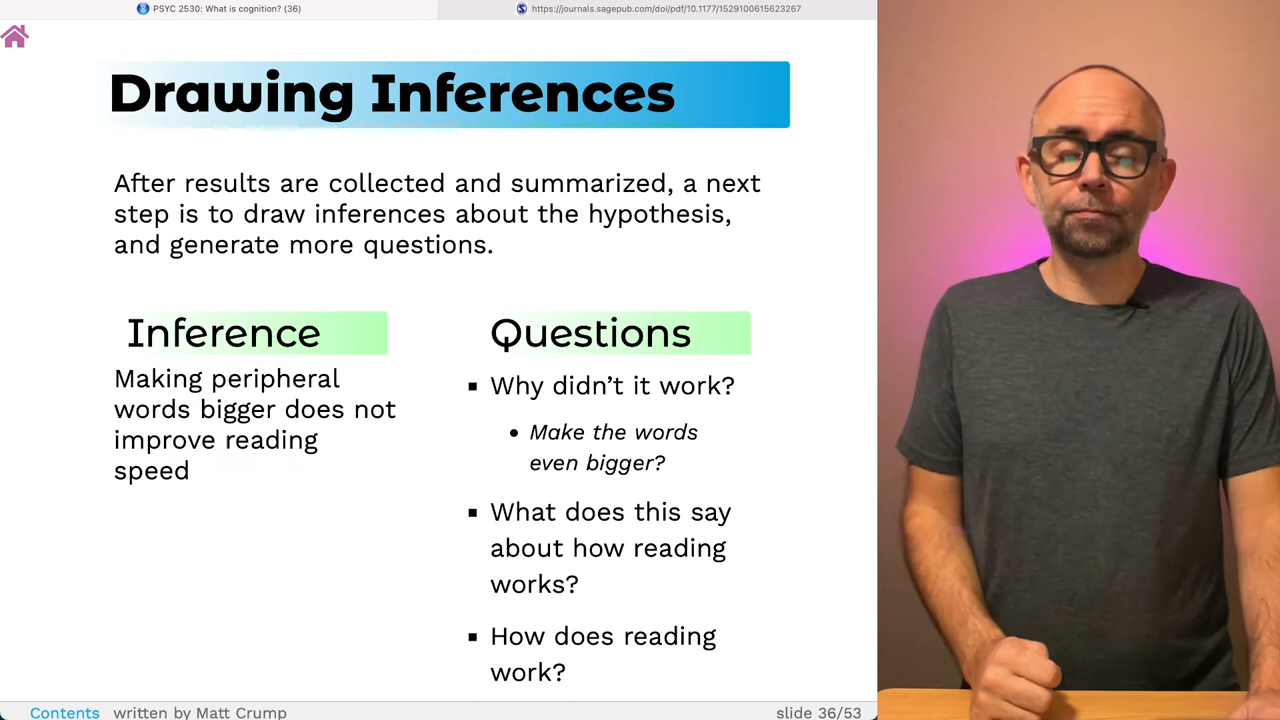 PSYC 2530: What is cognition? (36)
https://journals.sagepub.com/doi/pdf/10.1177/1529100615623267
Drawing Inferences
After results are collected and summarized, a next
step is to draw inferences about the hypothesis,
and generate more questions.
Inference
Making peripheral
words bigger does not
improve reading
speed
Questions
Why didn't it work?
Make the words
even bigger?
What does this say
about how reading
works?
How does reading
work?
Contents written by Matt Crump
slide 36/53